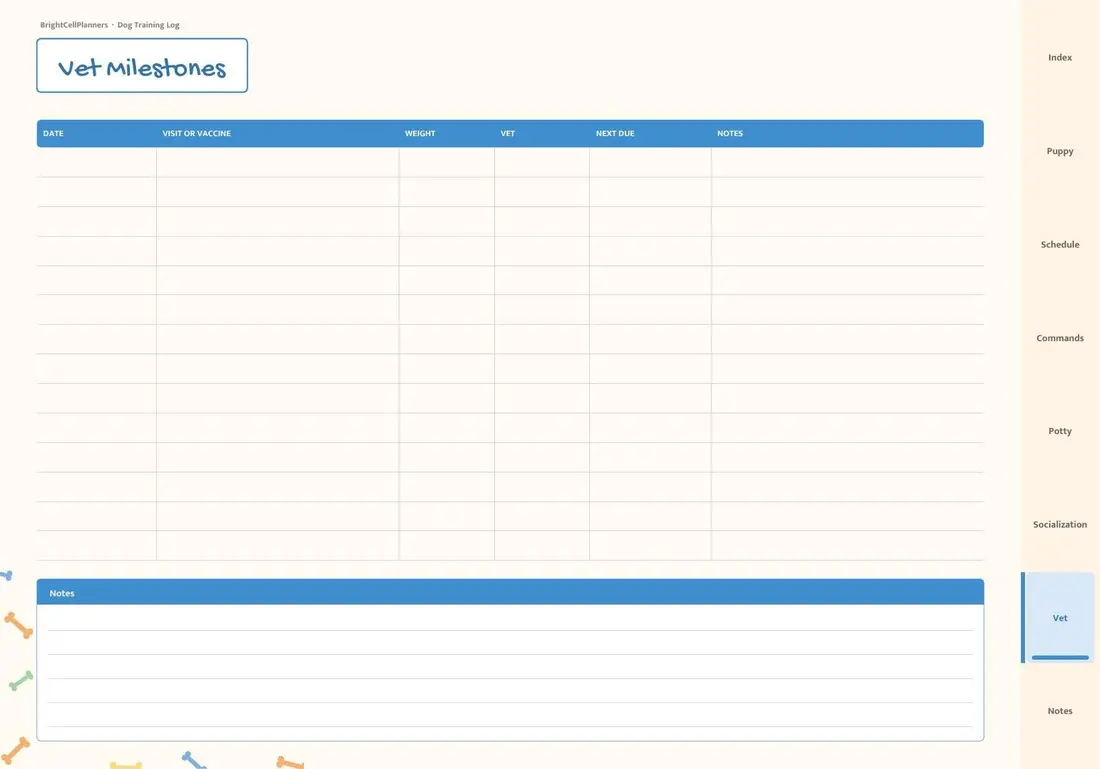 BrightCellPlanners · Dog Training Log
Vet Milestones
DATE VISIT OR VACCINE WEIGHT VET NEXT DUE NOTES
Notes
Index
Puppy
Schedule
Commands
Potty
Socialization
Vet
Notes